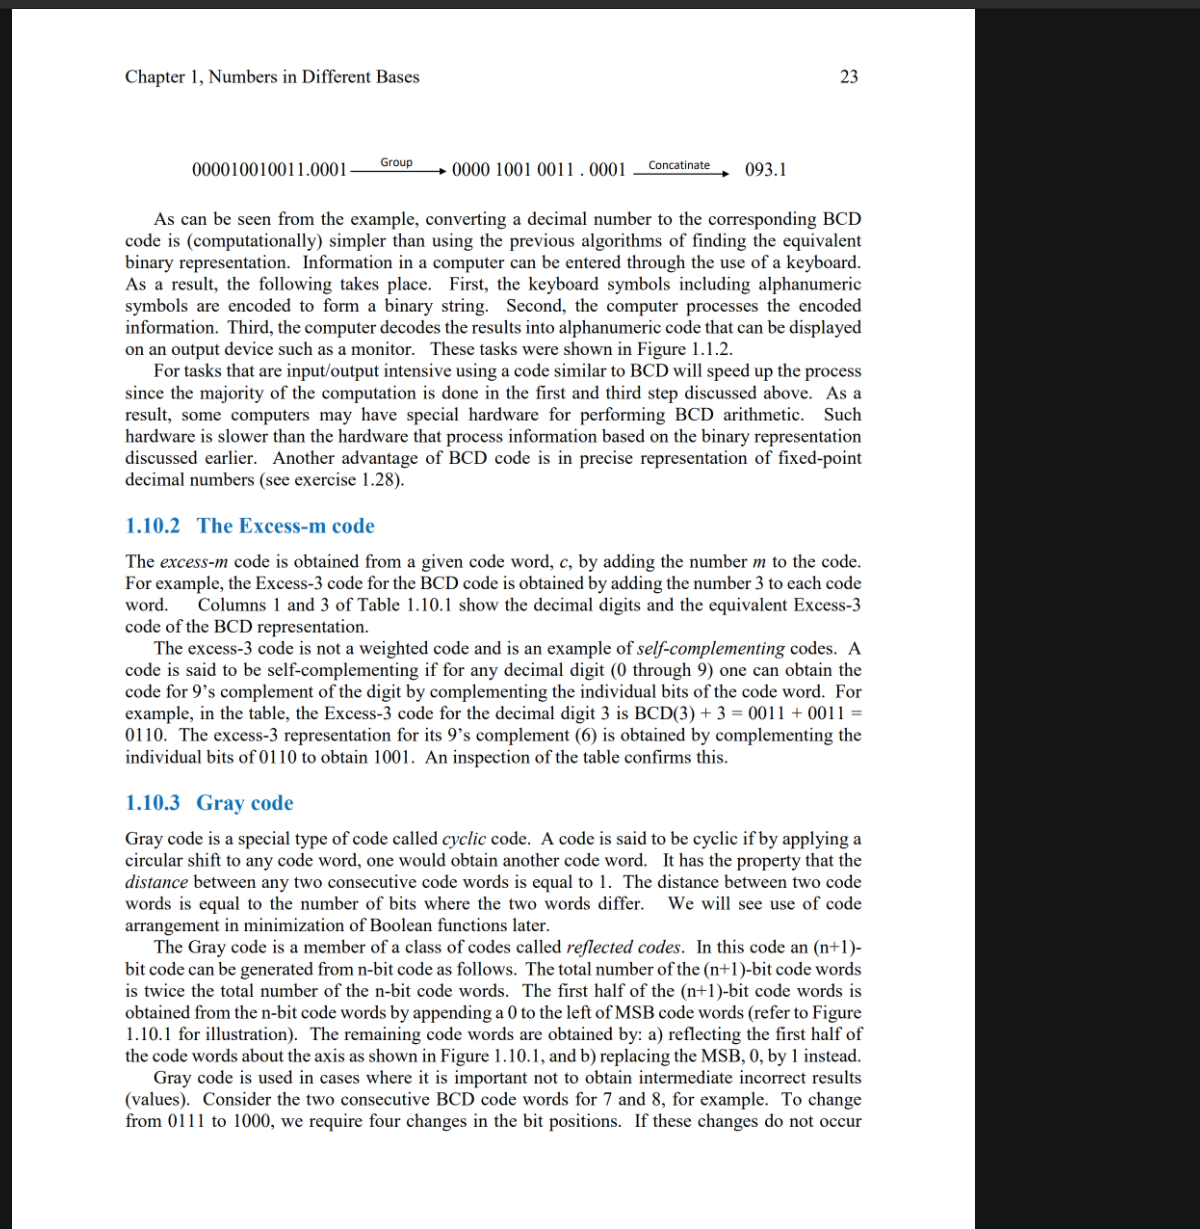 Chapter 1, Numbers in Different Bases 23
000010010011.0001 Group 0000 1001 0011 . 0001 Concatinate 093.1
As can be seen from the example, converting a decimal number to the corresponding BCD
code is (computationally) simpler than using the previous algorithms of finding the equivalent
binary representation. Information in a computer can be entered through the use of a keyboard.
As a result, the following takes place. First, the keyboard symbols including alphanumeric
symbols are encoded to form a binary string. Second, the computer processes the encoded
information. Third, the computer decodes the results into alphanumeric code that can be displayed
on an output device such as a monitor. These tasks were shown in Figure 1.1.2.
For tasks that are input/output intensive using a code similar to BCD will speed up the process
since the majority of the computation is done in the first and third step discussed above. As a
result, some computers may have special hardware for performing BCD arithmetic. Such
hardware is slower than the hardware that process information based on the binary representation
discussed earlier. Another advantage of BCD code is in precise representation of fixed-point
decimal numbers (see exercise 1.28).
1.10.2 The Excess-m code
The excess-m code is obtained from a given code word, c, by adding the number m to the code.
For example, the Excess-3 code for the BCD code is obtained by adding the number 3 to each code
word. Columns 1 and 3 of Table 1.10.1 show the decimal digits and the equivalent Excess-3
code of the BCD representation.
The excess-3 code is not a weighted code and is an example of self-complementing codes. A
code is said to be self-complementing if for any decimal digit (0 through 9) one can obtain the
code for 9's complement of the digit by complementing the individual bits of the code word. For
example, in the table, the Excess-3 code for the decimal digit 3 is BCD(3) + 3 = 0011 + 0011 =
0110. The excess-3 representation for its 9's complement (6) is obtained by complementing the
individual bits of 0110 to obtain 1001. An inspection of the table confirms this.
1.10.3 Gray code
Gray code is a special type of code called cyclic code. A code is said to be cyclic if by applying a
circular shift to any code word, one would obtain another code word. It has the property that the
distance between any two consecutive code words is equal to 1. The distance between two code
words is equal to the number of bits where the two words differ. We will see use of code
arrangement in minimization of Boolean functions later.
The Gray code is a member of a class of codes called reflected codes. In this code an (n+1)-
bit code can be generated from n-bit code as follows. The total number of the (n+1)-bit code words
is twice the total number of the n-bit code words. The first half of the (n+1)-bit code words is
obtained from the n-bit code words by appending a 0 to the left of MSB code words (refer to Figure
1.10.1 for illustration). The remaining code words are obtained by: a) reflecting the first half of
the code words about the axis as shown in Figure 1.10.1, and b) replacing the MSB, 0, by 1 instead.
Gray code is used in cases where it is important not to obtain intermediate incorrect results
(values). Consider the two consecutive BCD code words for 7 and 8, for example. To change
from 0111 to 1000, we require four changes in the bit positions. If these changes do not occur